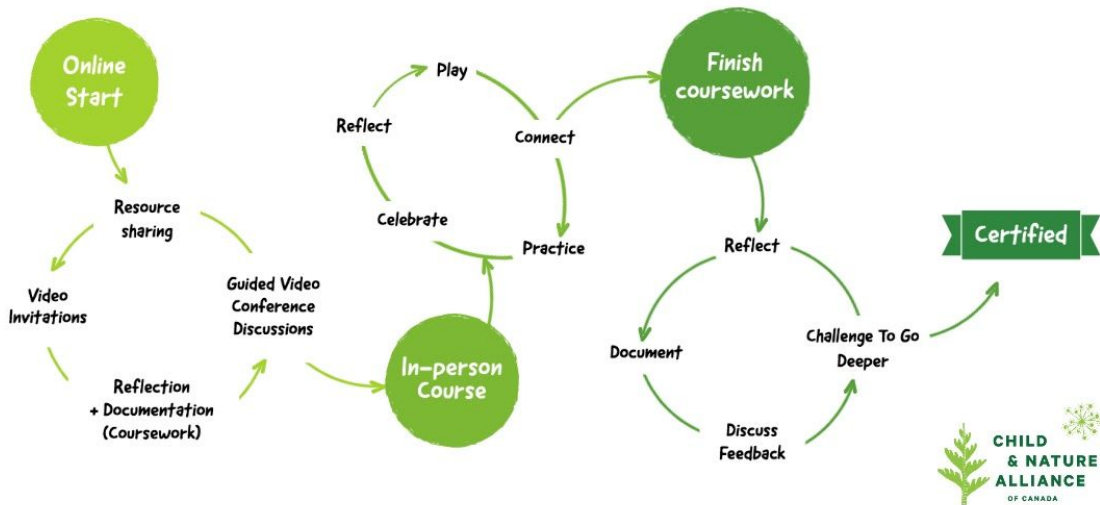 Online
Start
Resource
sharing
Video
Invitations
Reflection
+ Documentation
(Coursework)
Guided Video
Conference
Discussions
In-person
Course
Celebrate
Reflect
Play
Connect
Practice
Finish
coursework
Reflect
Document
Discuss
Feedback
Challenge To Go
Deeper
Certified
CHILD
& NATURE
ALLIANCE
OF CANADA